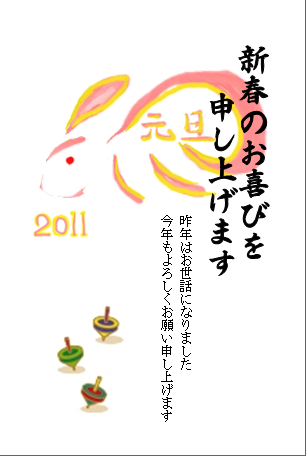 新春のお喜びを
申し上げます
元旦
2011
昨年はお世話になりました
今年もよろしくお願い申し上げます